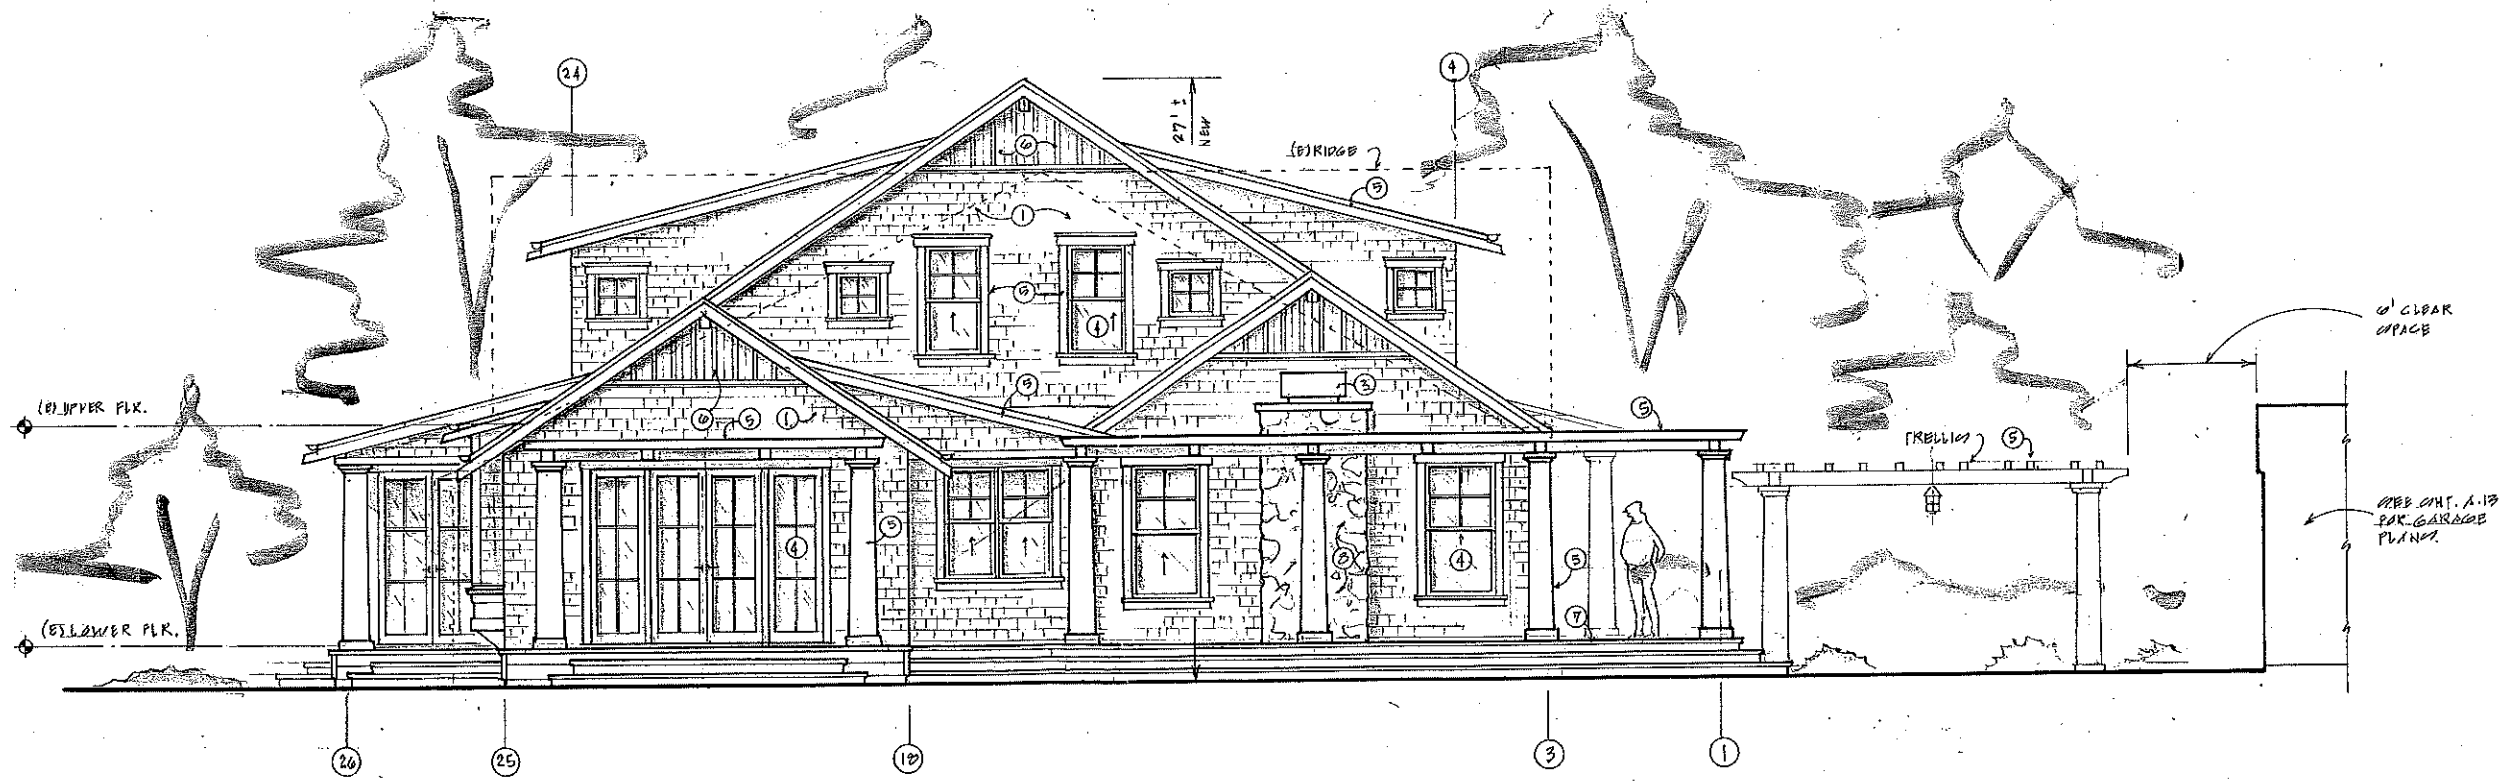 24
4
27' ±
NEW
(E) RIDGE
6
5
1
5
4
6' CLEAR
SPACE
(E) UPPER FLR.
5
3
6
5
1
5
TRELLIS
5
SEE SHT. A.13
FOR GARAGE
PLANS.
5
4
8
4
5
7
(E) LOWER FLR.
26
25
18
3
1